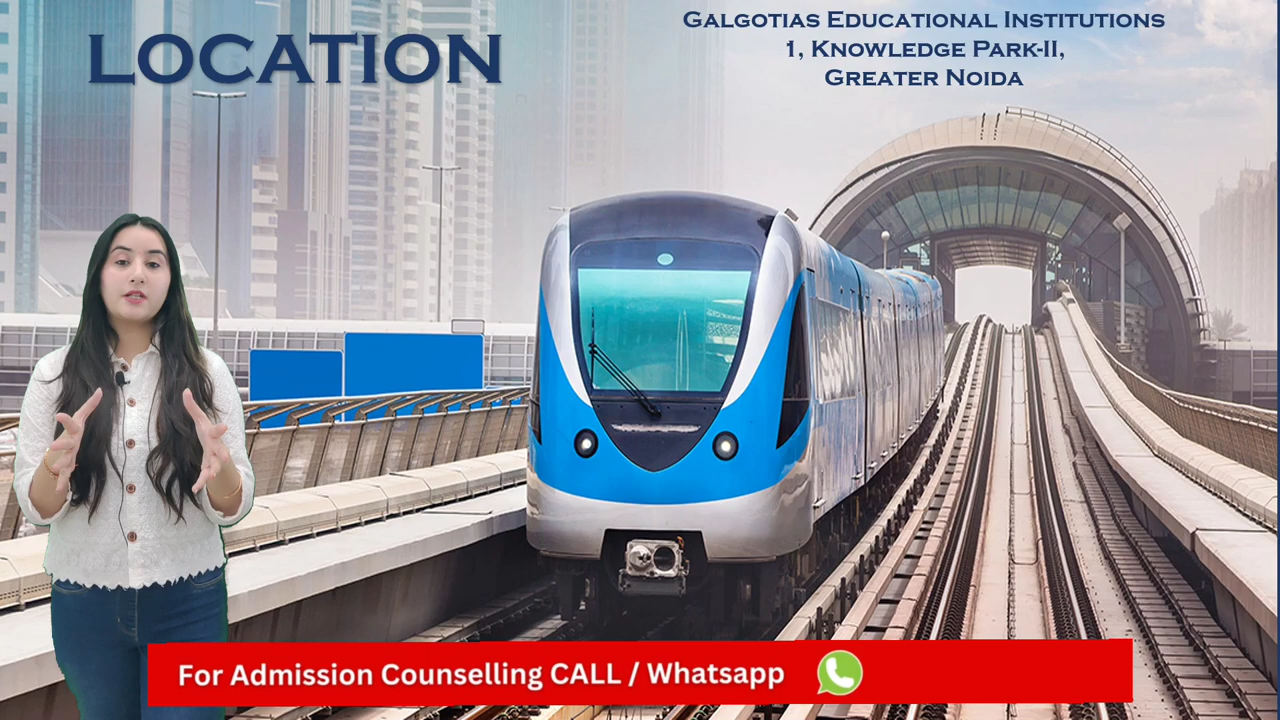 LOCATION
GALGOTIAS EDUCATIONAL INSTITUTIONS
1, KNOWLEDGE PARK-II,
GREATER NOIDA
For Admission Counselling CALL / Whatsapp